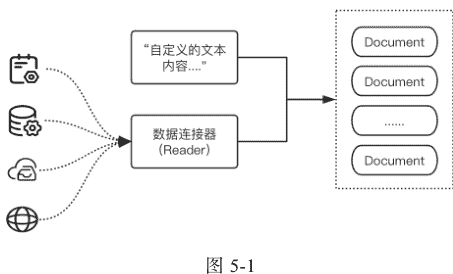 “自定义的文本
内容....”
数据连接器
（Reader）
Document
Document
......
Document
图 5-1